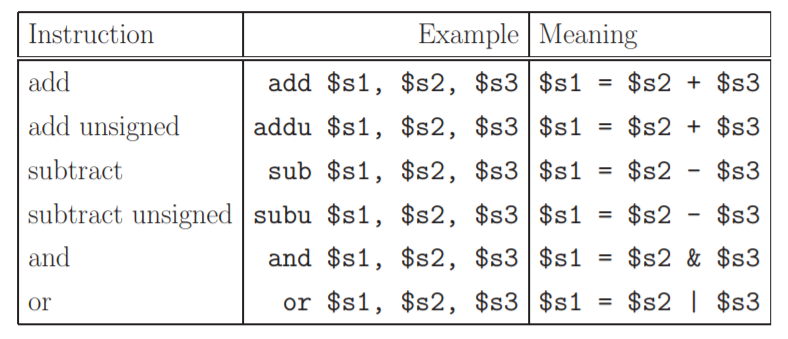 Instruction Example Meaning
add add $s1, $s2, $s3 $s1 = $s2 + $s3
add unsigned addu $s1, $s2, $s3 $s1 = $s2 + $s3
subtract sub $s1, $s2, $s3 $s1 = $s2 - $s3
subtract unsigned subu $s1, $s2, $s3 $s1 = $s2 - $s3
and and $s1, $s2, $s3 $s1 = $s2 & $s3
or or $s1, $s2, $s3 $s1 = $s2 | $s3